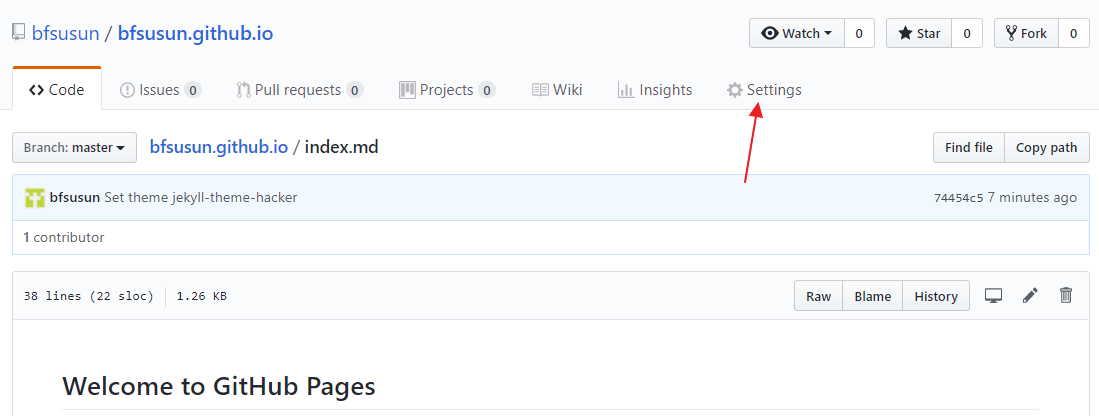 bfsusun / bfsusun.github.io Watch 0 Star 0 Fork 0
Code Issues 0 Pull requests 0 Projects 0 Wiki Insights Settings
Branch: master bfsusun.github.io / index.md Find file Copy path
bfsusun Set theme jekyll-theme-hacker 74454c5 7 minutes ago
1 contributor
38 lines (22 sloc) 1.26 KB Raw Blame History
Welcome to GitHub Pages